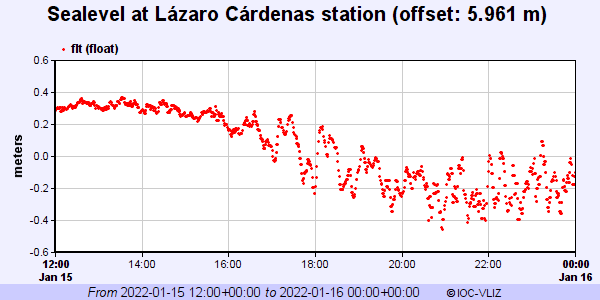 Sealevel at Lázaro Cárdenas station (offset: 5.961 m)
flt (float)
meters
0.6
0.4
0.2
0.0
-0.2
-0.4
-0.6
12:00 14:00 16:00 18:00 20:00 22:00 00:00
Jan 15 Jan 16
From 2022-01-15 12:00+00:00 to 2022-01-16 00:00+00:00 © IOC-VLIZ